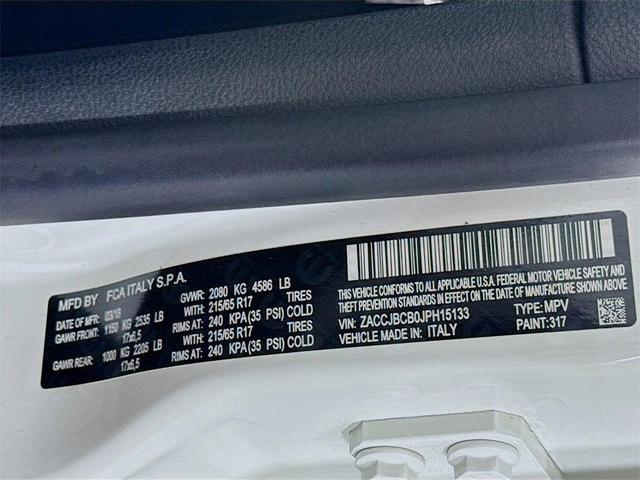 MFD BY FCA ITALY S.P.A.
DATE OF MFR: 03/18 GVWR: 2080 KG 4586 LB
GAWR FRONT: 1150 KG 2535 LB WITH: 215/65 R17 TIRES
17x6,5 RIMS AT: 240 KPA (35 PSI) COLD
GAWR REAR: 1000 KG 2205 LB WITH: 215/65 R17 TIRES
17x6,5 RIMS AT: 240 KPA (35 PSI) COLD
THIS VEHICLE CONFORMS TO ALL APPLICABLE U.S.A. FEDERAL MOTOR VEHICLE SAFETY AND
THEFT PREVENTION STANDARDS IN EFFECT ON THE DATE OF MANUFACTURE SHOWN ABOVE.
VIN: ZACCJBCB0JPH15133 TYPE: MPV
VEHICLE MADE IN: ITALY PAINT: 317